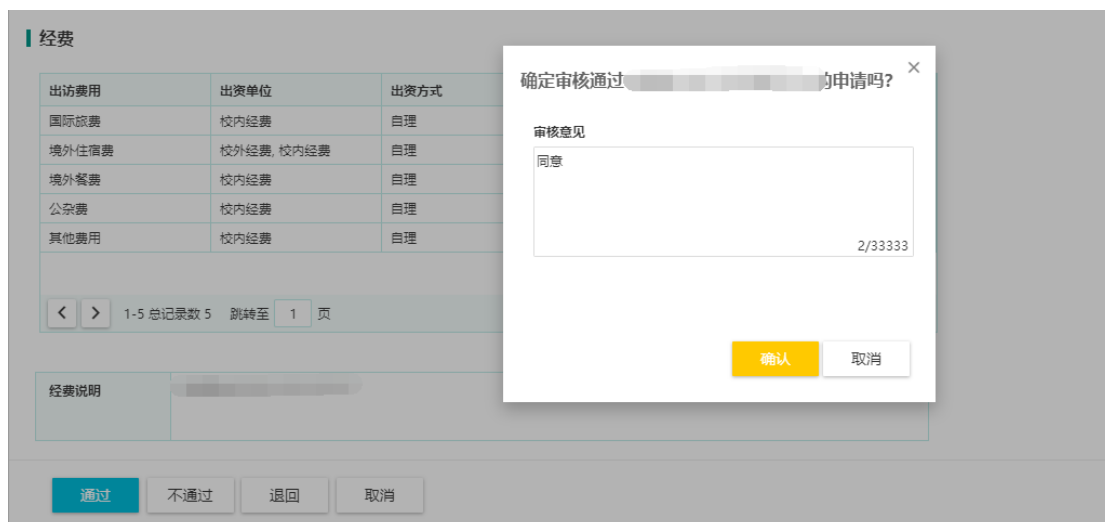 经费
出访费用 出资单位 出资方式
国际旅费 校内经费 自理
境外住宿费 校外经费, 校内经费 自理
境外餐费 校内经费 自理
公杂费 校内经费 自理
其他费用 校内经费 自理
1-5 总记录数 5 跳转至 1 页
经费说明
通过 不通过 退回 取消
确定审核通过 的申请吗? ×
审核意见
同意
2/33333
确认 取消